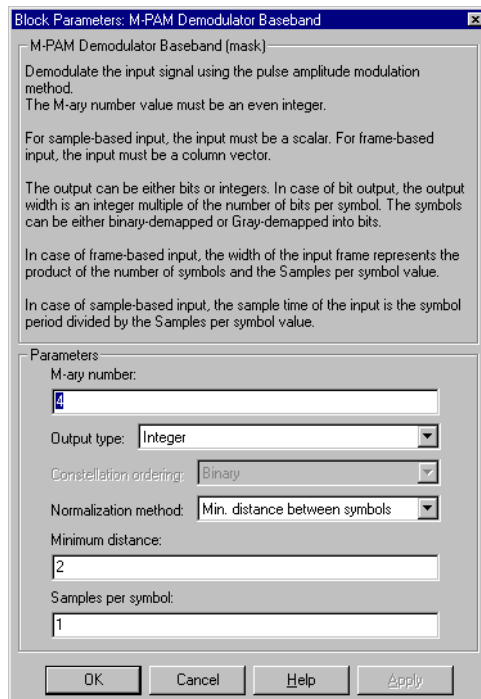 Block Parameters: M-PAM Demodulator Baseband
M-PAM Demodulator Baseband (mask)
Demodulate the input signal using the pulse amplitude modulation
method.
The M-ary number value must be an even integer.
For sample-based input, the input must be a scalar. For frame-based
input, the input must be a column vector.
The output can be either bits or integers. In case of bit output, the output
width is an integer multiple of the number of bits per symbol. The symbols
can be either binary-demapped or Gray-demapped into bits.
In case of frame-based input, the width of the input frame represents the
product of the number of symbols and the Samples per symbol value.
In case of sample-based input, the sample time of the input is the symbol
period divided by the Samples per symbol value.
Parameters
M-ary number:
4
Output type: Integer
Constellation ordering: Binary
Normalization method: Min. distance between symbols
Minimum distance:
2
Samples per symbol:
1
OK Cancel Help Apply